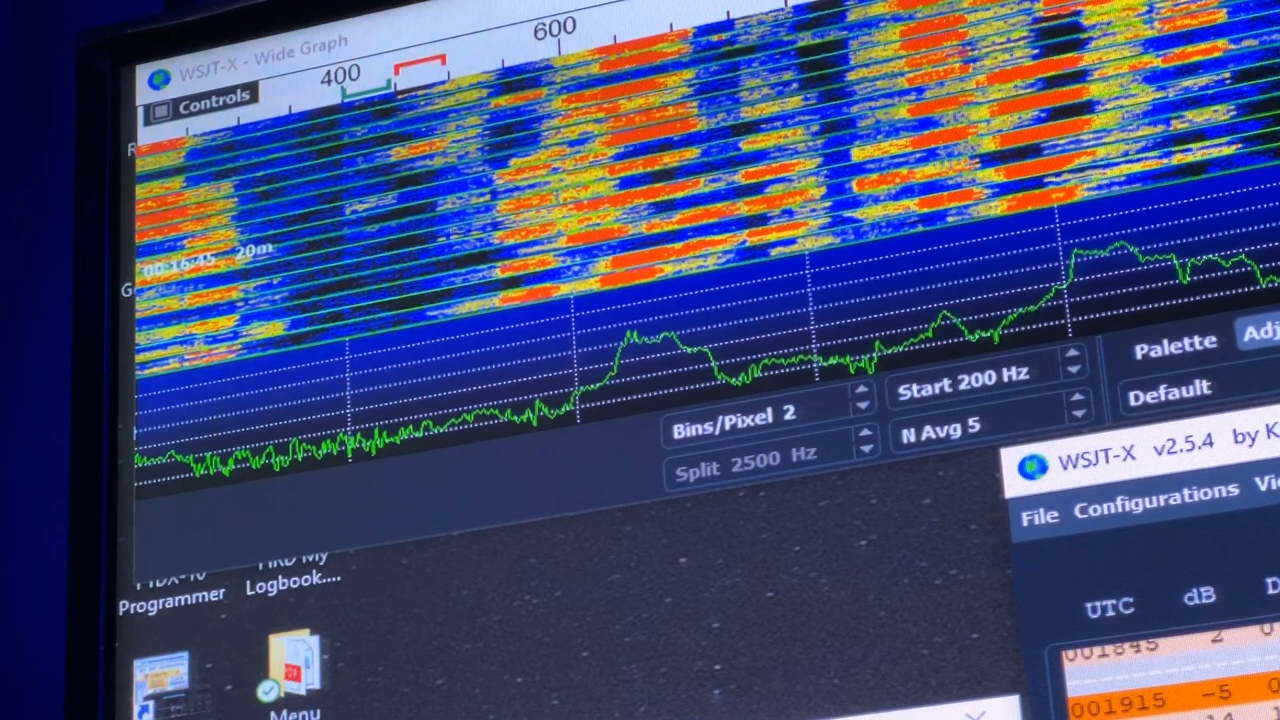 WSJT-X - Wide Graph
Controls
400
600
00:16:45 20m
Bins/Pixel 2
Start 200 Hz
Palette
Split 2500 Hz
N Avg 5
Default
WSJT-X v2.5.4 by K
File Configurations
UTC dB
001845 2
001915 -5
Programmer
Logbook....
Menu